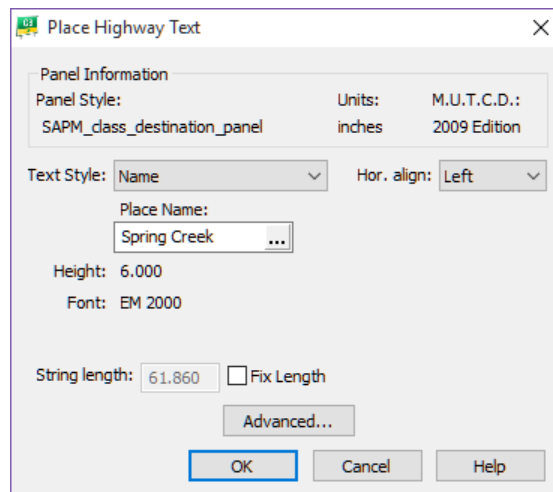 Place Highway Text
Panel Information
Panel Style: Units: M.U.T.C.D.:
SAPM_class_destination_panel inches 2009 Edition
Text Style: Name Hor. align: Left
Place Name:
Spring Creek ...
Height: 6.000
Font: EM 2000
String length: 61.860 Fix Length
Advanced...
OK Cancel Help